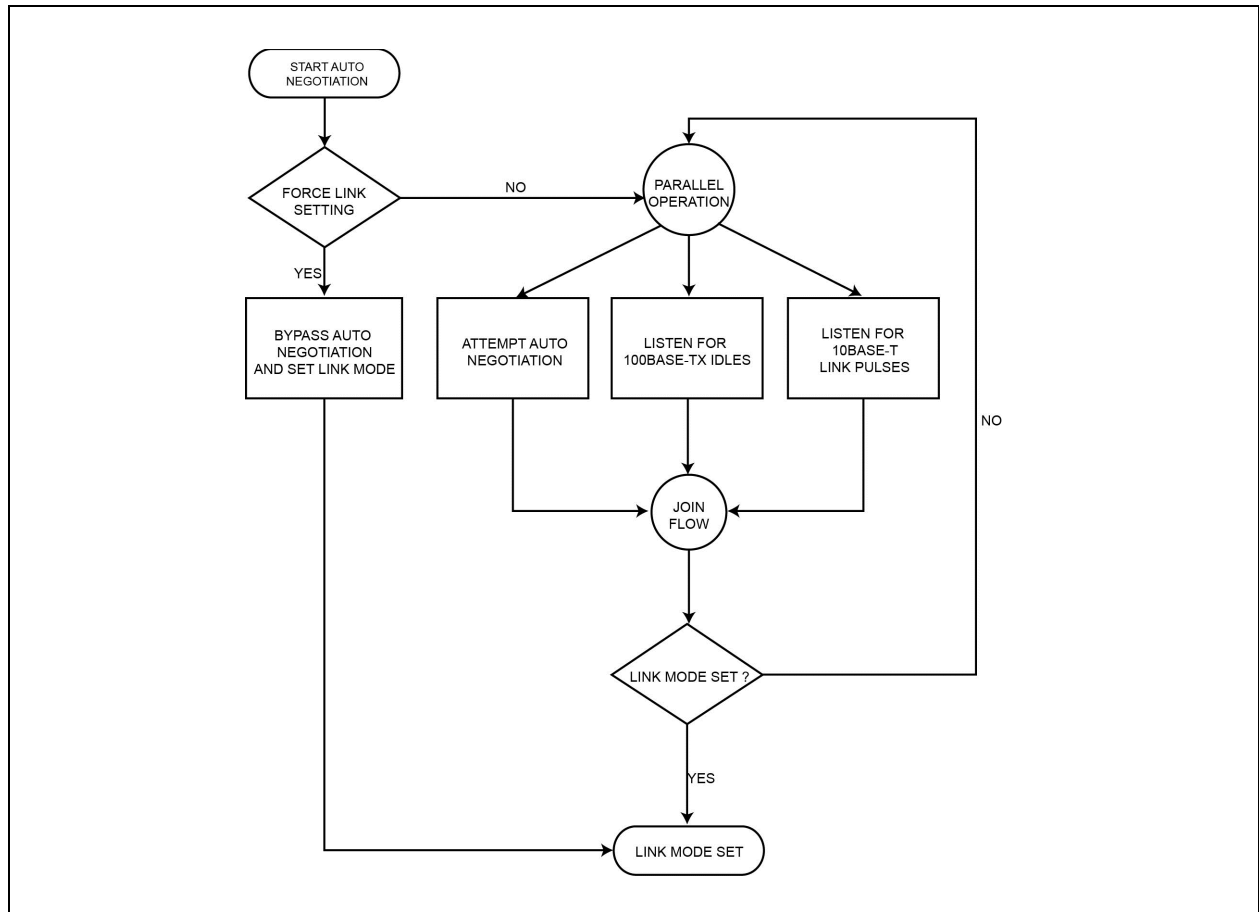 START AUTO
NEGOTIATION
FORCE LINK
SETTING
NO
PARALLEL
OPERATION
YES
BYPASS AUTO
NEGOTIATION
AND SET LINK MODE
ATTEMPT AUTO
NEGOTIATION
LISTEN FOR
100BASE-TX IDLES
LISTEN FOR
10BASE-T
LINK PULSES
NO
JOIN
FLOW
LINK MODE SET ?
YES
LINK MODE SET